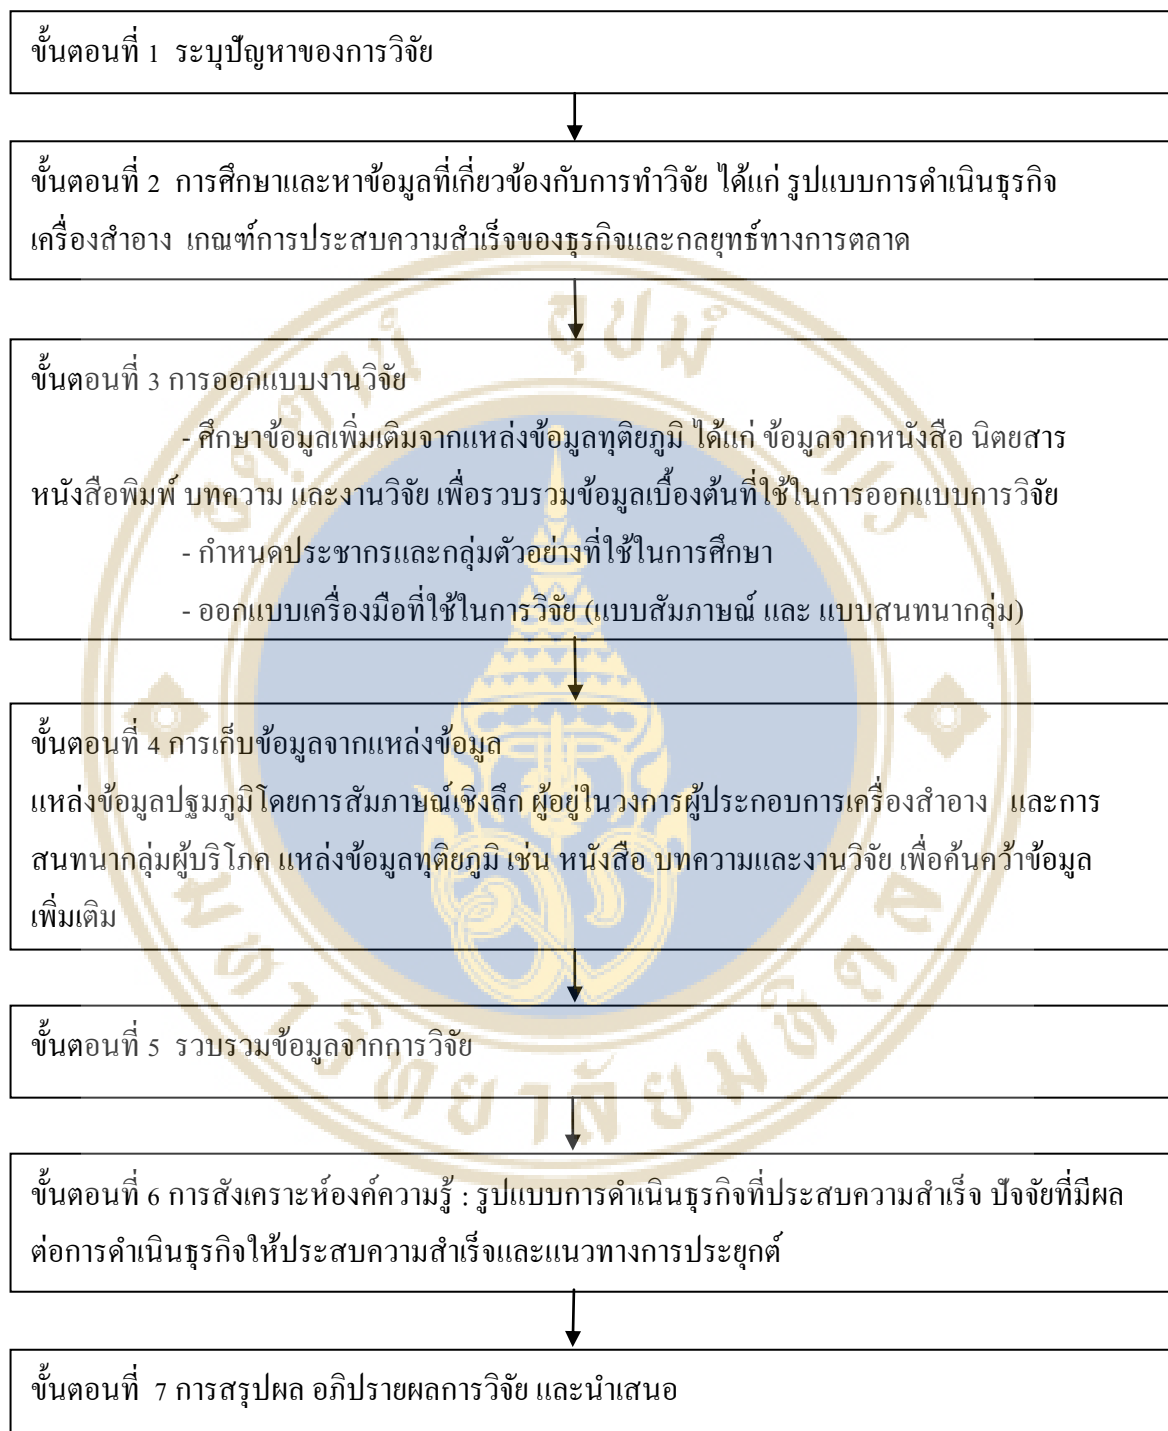 ขั้นตอนที่ 1  ระบุปัญหาของการวิจัย
ขั้นตอนที่ 2  การศึกษาและหาข้อมูลที่เกี่ยวข้องกับการทำวิจัย ได้แก่ รูปแบบการดำเนินธุรกิจ
เครื่องสำอาง  เกณฑ์การประสบความสำเร็จของธุรกิจและกลยุทธ์ทางการตลาด
ขั้นตอนที่ 3 การออกแบบงานวิจัย
- ศึกษาข้อมูลเพิ่มเติมจากแหล่งข้อมูลทุติยภูมิ ได้แก่ ข้อมูลจากหนังสือ นิตยสาร
หนังสือพิมพ์ บทความ และงานวิจัย เพื่อรวบรวมข้อมูลเบื้องต้นที่ใช้ในการออกแบบการวิจัย
- กำหนดประชากรและกลุ่มตัวอย่างที่ใช้ในการศึกษา
- ออกแบบเครื่องมือที่ใช้ในการวิจัย (แบบสัมภาษณ์ และ แบบสนทนากลุ่ม)
ขั้นตอนที่ 4 การเก็บข้อมูลจากแหล่งข้อมูล
แหล่งข้อมูลปฐมภูมิโดยการสัมภาษณ์เชิงลึก ผู้อยู่ในวงการผู้ประกอบการเครื่องสำอาง   และการ
สนทนากลุ่มผู้บริโภค แหล่งข้อมูลทุติยภูมิ เช่น หนังสือ บทความและงานวิจัย เพื่อค้นคว้าข้อมูล
เพิ่มเติม
ขั้นตอนที่ 5  รวบรวมข้อมูลจากการวิจัย
ขั้นตอนที่ 6 การสังเคราะห์องค์ความรู้ : รูปแบบการดำเนินธุรกิจที่ประสบความสำเร็จ ปัจจัยที่มีผล
ต่อการดำเนินธุรกิจให้ประสบความสำเร็จและแนวทางการประยุกต์
ขั้นตอนที่  7 การสรุปผล อภิปรายผลการวิจัย และนำเสนอ
อตฺตานํ อุปมํ กเร
มหาวิทยาลัยมหิดล